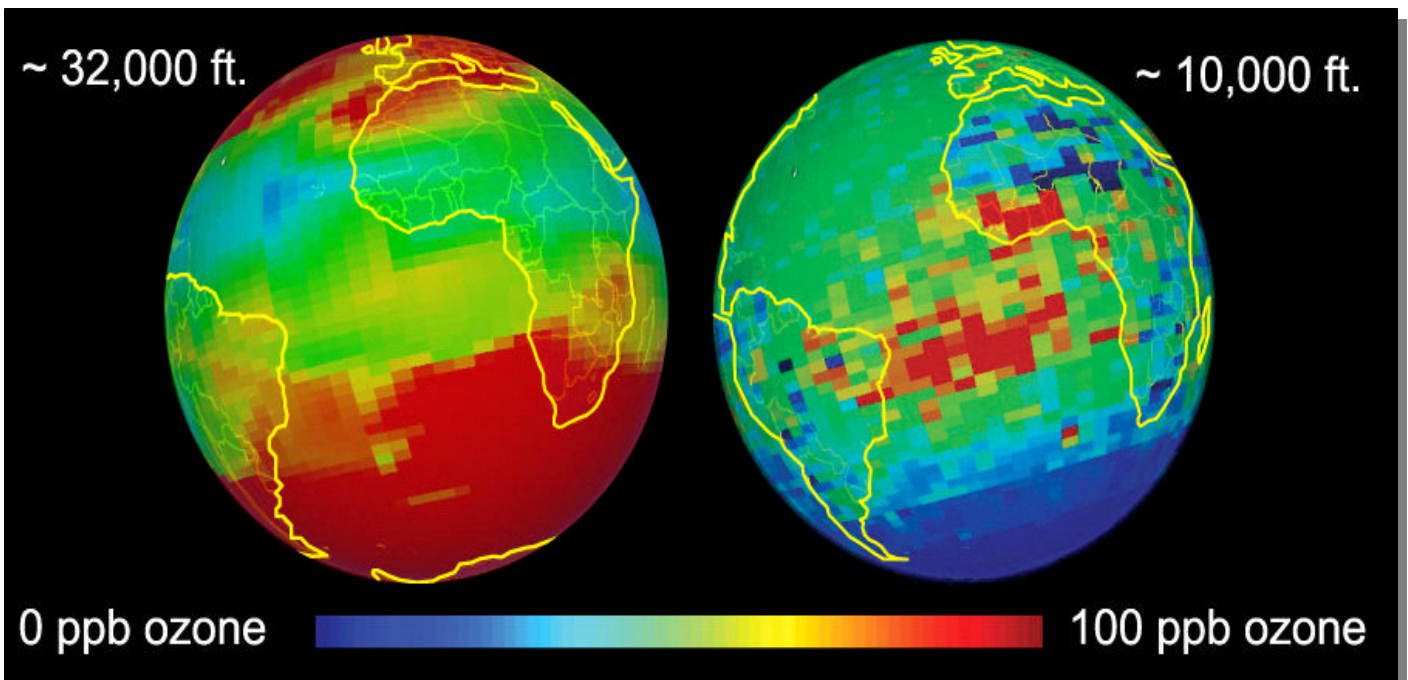 ~ 32,000 ft.
~ 10,000 ft.
0 ppb ozone
100 ppb ozone